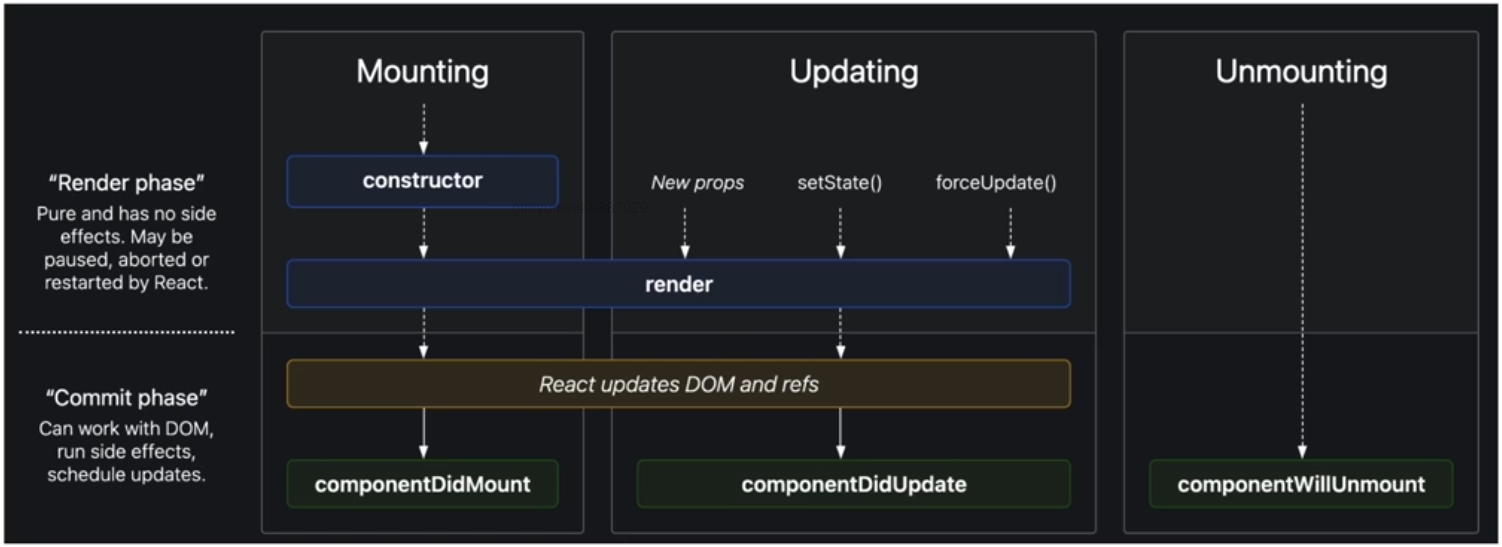 Mounting
Updating
Unmounting
constructor
"Render phase"
Pure and has no side
effects. May be
paused, aborted or
restarted by React.
New props
setState()
forceUpdate()
render
React updates DOM and refs
"Commit phase"
Can work with DOM,
run side effects,
schedule updates.
componentDidMount
componentDidUpdate
componentWillUnmount